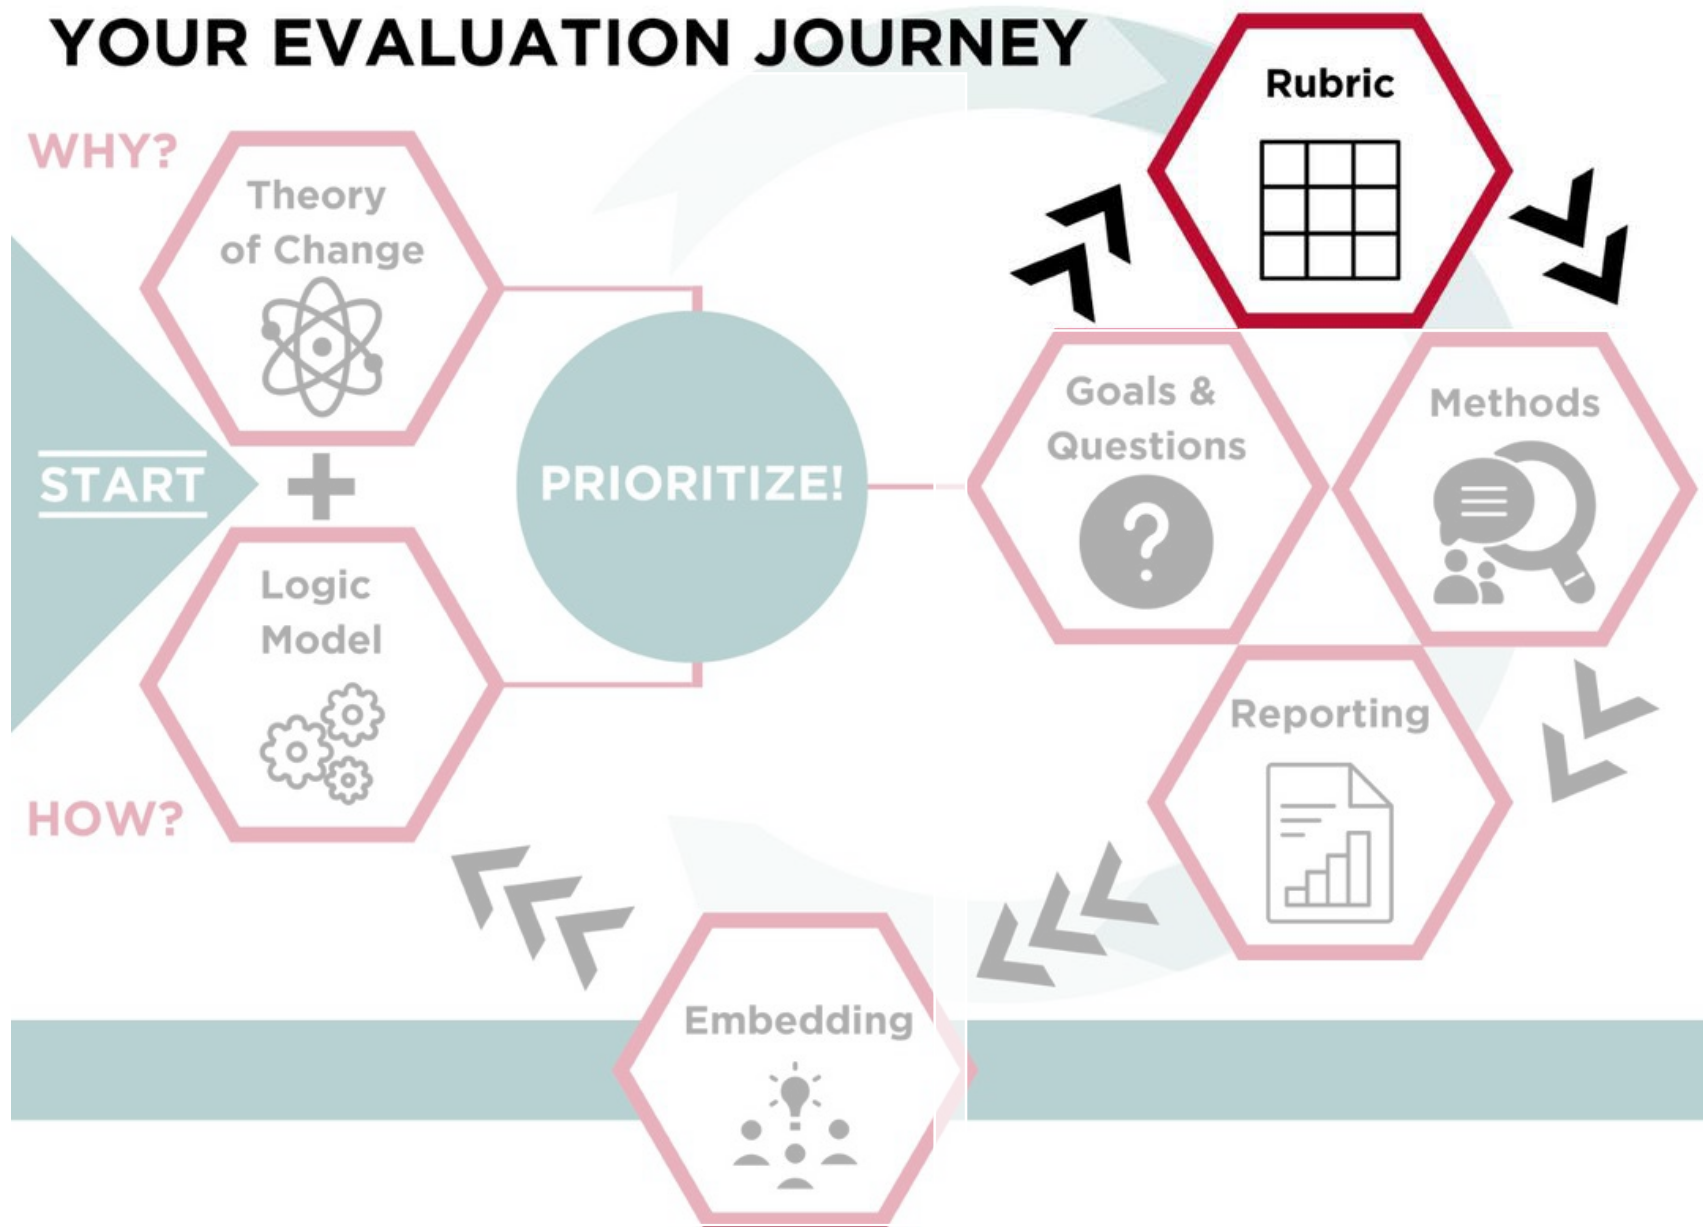 YOUR EVALUATION JOURNEY
WHY?
Theory
of Change
START
Logic
Model
HOW?
PRIORITIZE!
Goals &
Questions
Rubric
Methods
Reporting
Embedding